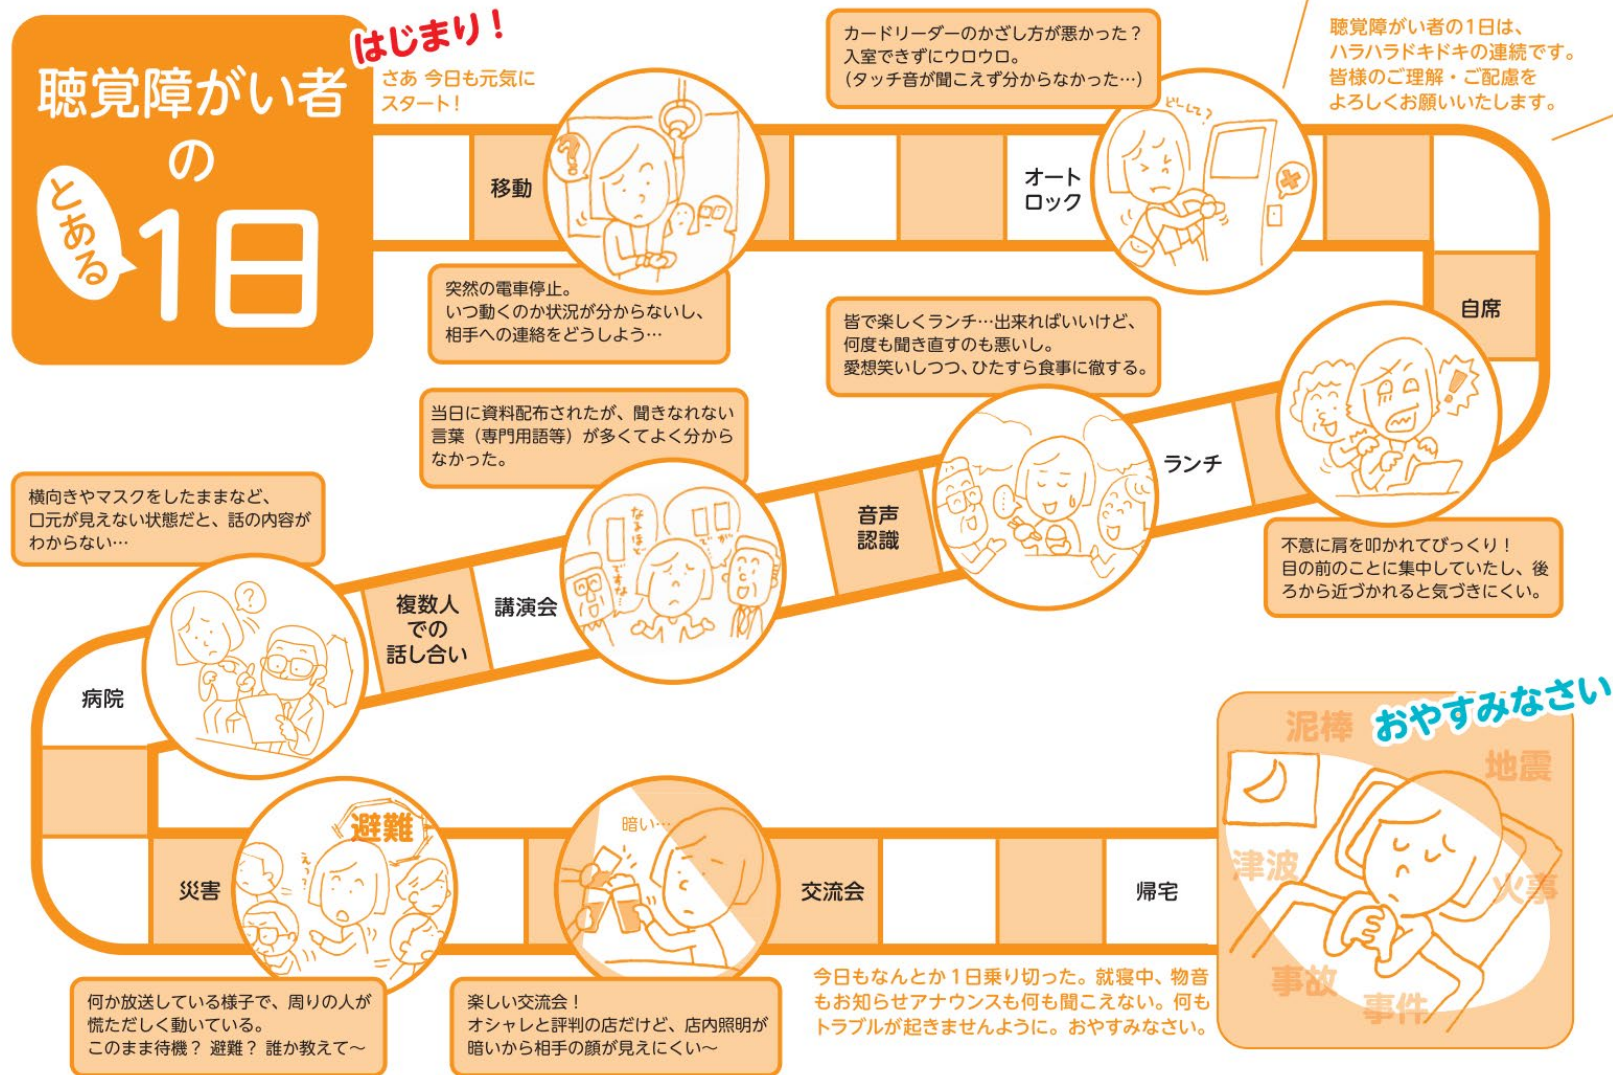 聴覚障がい者
の
とある
1日
はじまり！
さあ 今日も元気に
スタート！
移動
?
突然の電車停止。
いつ動くのか状況が分からないし、
相手への連絡をどうしよう…
オート
ロック
カードリーダーのかざし方が悪かった？
入室できずにウロウロ。
（タッチ音が聞こえず分からなかった…）
どーして?
聴覚障がい者の1日は、
ハラハラドキドキの連続です。
皆様のご理解・ご配慮を
よろしくお願いいたします。
自席
!
不意に肩を叩かれてびっくり！
目の前のことに集中していたし、後
ろから近づかれると気づきにくい。
ランチ
皆で楽しくランチ…出来ればいいけど、
何度も聞き直すのも悪いし。
愛想笑いしつつ、ひたすら食事に徹する。
…
音声
認識
講演会
当日に資料配布されたが、聞きなれない
言葉（専門用語等）が多くてよく分から
なかった。
なるほど
ですな…
複数人
での
話し合い
病院
横向きやマスクをしたままなど、
口元が見えない状態だと、話の内容が
わからない…
?
災害
避難
えっ?
何か放送している様子で、周りの人が
慌ただしく動いている。
このまま待機？ 避難？ 誰か教えて～
交流会
暗い…
楽しい交流会！
オシャレと評判の店だけど、店内照明が
暗いから相手の顔が見えにくい～
帰宅
今日もなんとか1日乗り切った。就寝中、物音
もお知らせアナウンスも何も聞こえない。何も
トラブルが起きませんように。おやすみなさい。
おやすみなさい
泥棒
地震
津波
火事
事故
事件